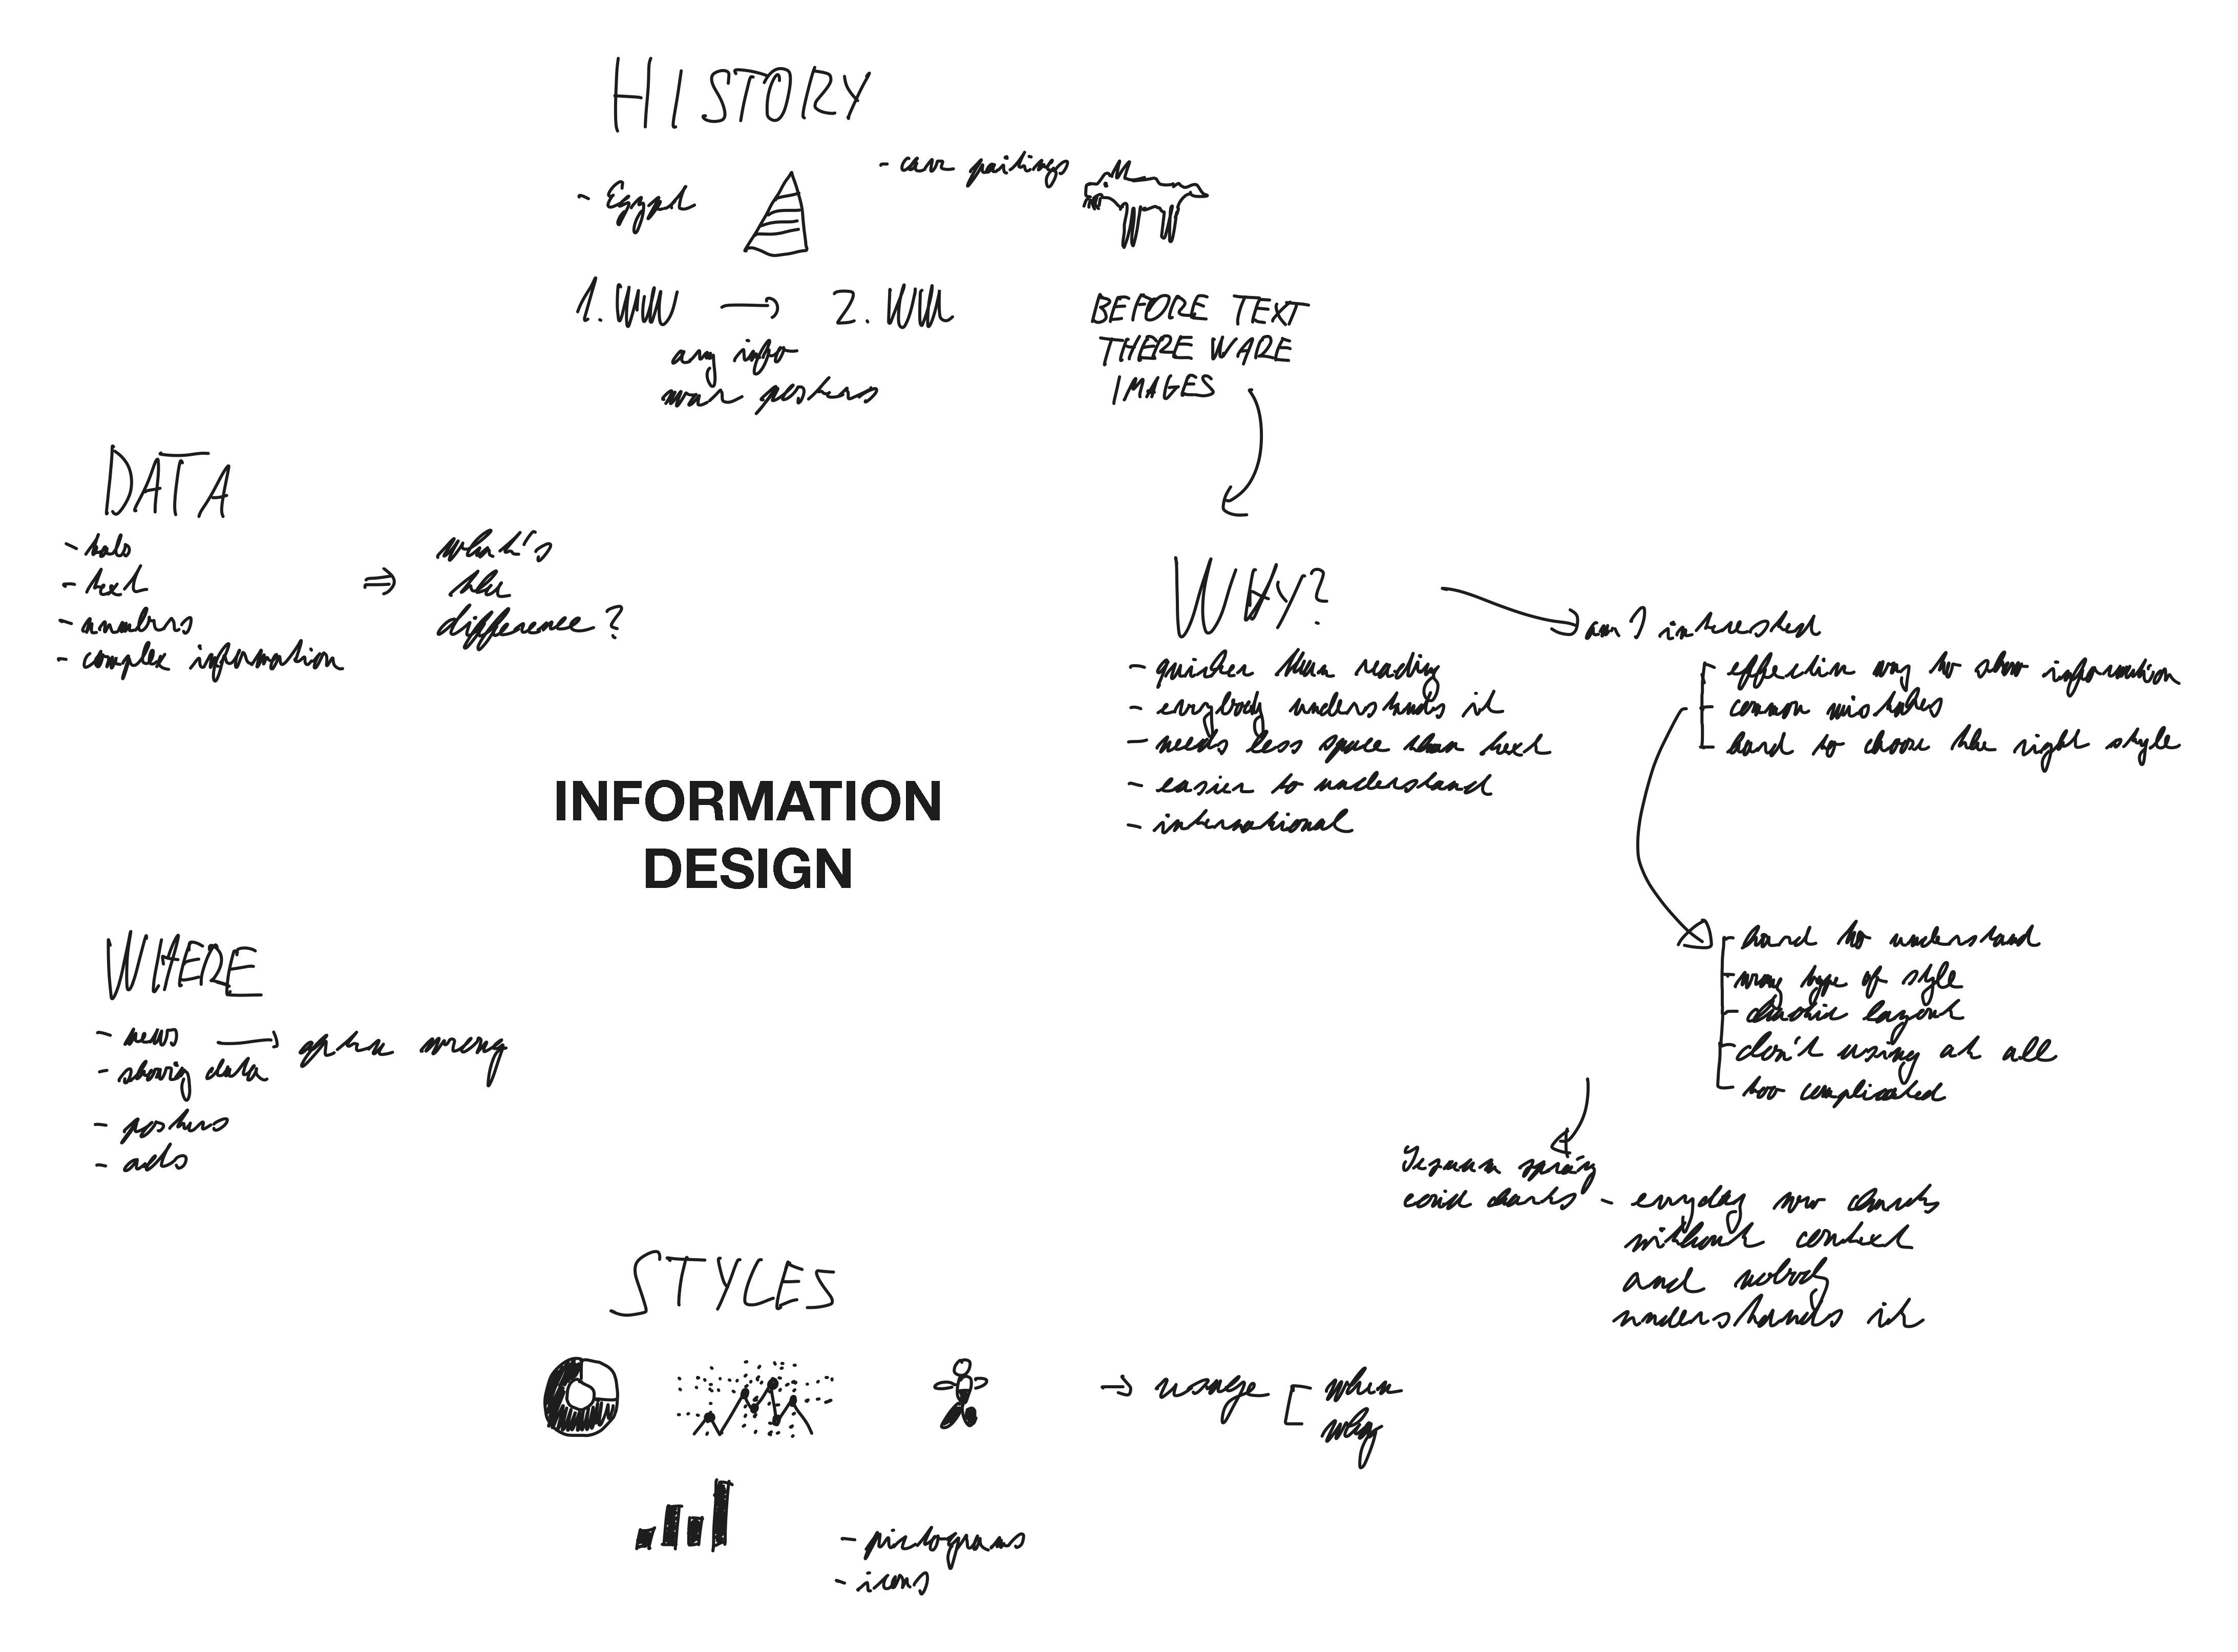 HISTORY
- Egypt
- cave paitings
1. WW → 2. WW
any info
war posters
BEFORE TEXT
THERE WARE
IMAGES
DATA
- tabs
- text
- numbers
- complex information
⇒ what's
the
difference?
WHY?
- quicker than reading
- everybody understands it
- needs less space than text
- easier to understand
- international
→ am I interested
- effective way to show information
- common mistakes
- hard to choose the right style
INFORMATION
DESIGN
- hard to understand
- wrong type of style
- chaotic layout
- don't using at all
- too complicated
WHERE
- news → often wrong
- showing data
- posters
- ads
German
covid charts - everyday new charts
without context
and nobody
understands it
STYLES
→ usage
when
why
- pictograms
- icons